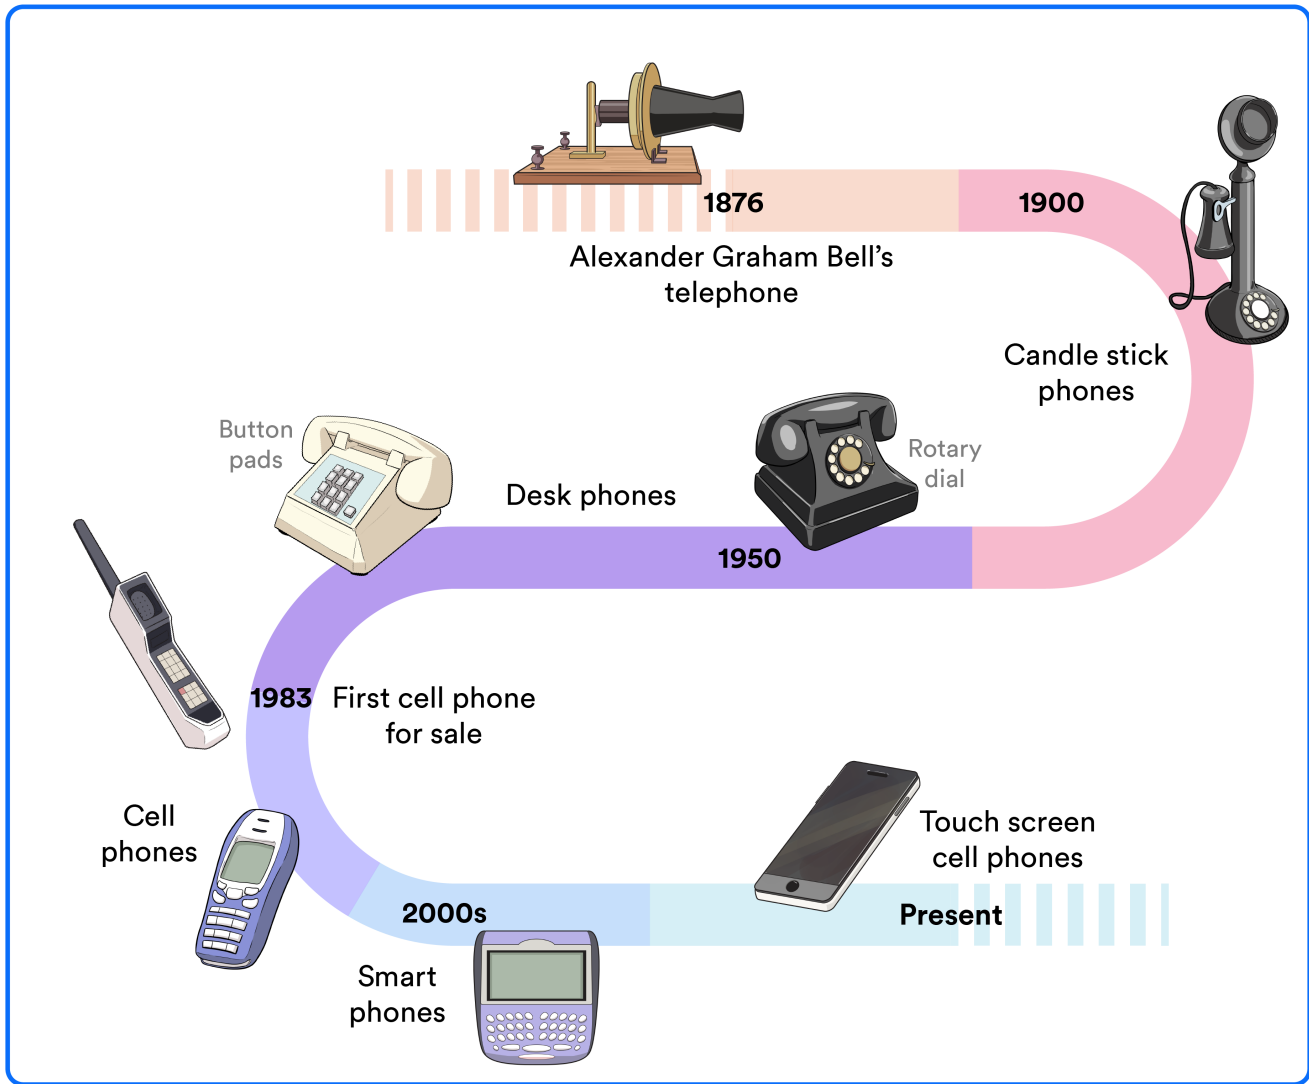 1876
1900
Alexander Graham Bell's
telephone
Candle stick
phones
Rotary
dial
Desk phones
1950
Button
pads
1983
First cell phone
for sale
Cell
phones
2000s
Smart
phones
Touch screen
cell phones
Present